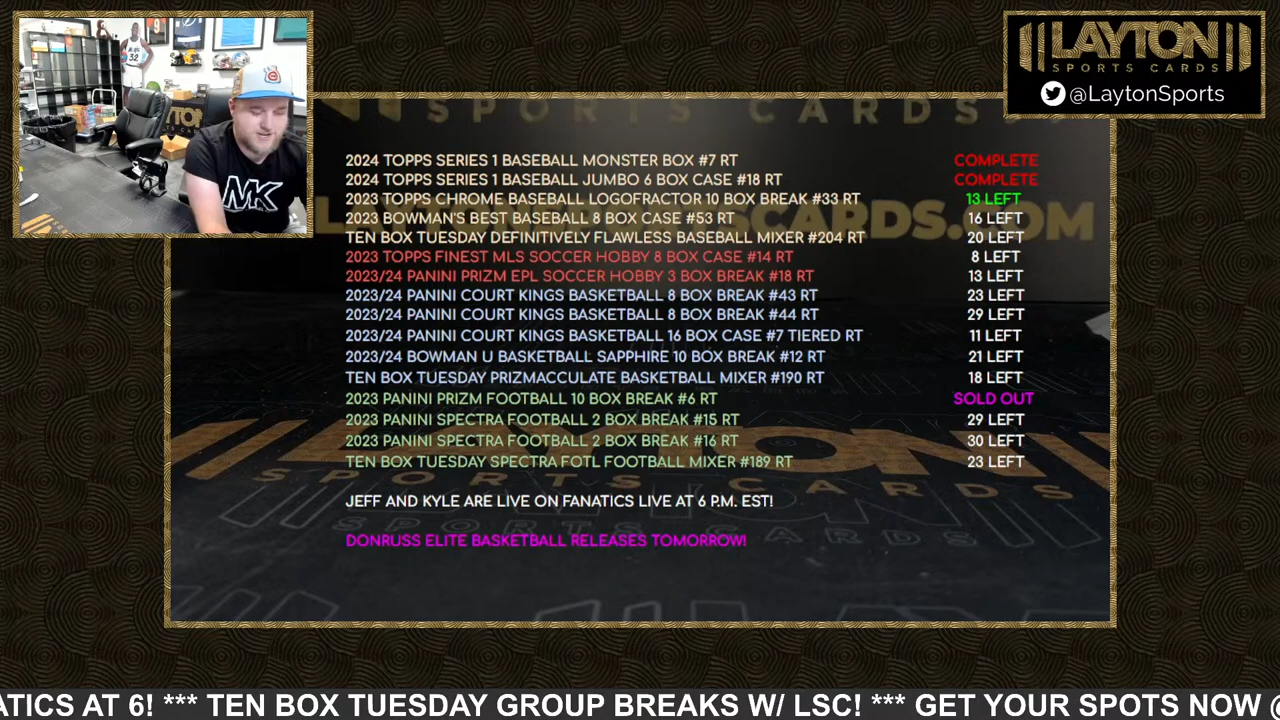 LAYTON
SPORTS CARDS
@LaytonSports
SPORTS CARDS
2024 TOPPS SERIES 1 BASEBALL MONSTER BOX #7 RT COMPLETE
2024 TOPPS SERIES 1 BASEBALL JUMBO 6 BOX CASE #18 RT COMPLETE
2023 TOPPS CHROME BASEBALL LOGOFRACTOR 10 BOX BREAK #33 RT 13 LEFT
2023 BOWMAN'S BEST BASEBALL 8 BOX CASE #53 RT 16 LEFT
TEN BOX TUESDAY DEFINITIVELY FLAWLESS BASEBALL MIXER #204 RT 20 LEFT
2023 TOPPS FINEST MLS SOCCER HOBBY 8 BOX CASE #14 RT 8 LEFT
2023/24 PANINI PRIZM EPL SOCCER HOBBY 3 BOX BREAK #18 RT 13 LEFT
2023/24 PANINI COURT KINGS BASKETBALL 8 BOX BREAK #43 RT 23 LEFT
2023/24 PANINI COURT KINGS BASKETBALL 8 BOX BREAK #44 RT 29 LEFT
2023/24 PANINI COURT KINGS BASKETBALL 16 BOX CASE #7 TIERED RT 11 LEFT
2023/24 BOWMAN U BASKETBALL SAPPHIRE 10 BOX BREAK #12 RT 21 LEFT
TEN BOX TUESDAY PRIZMACCULATE BASKETBALL MIXER #190 RT 18 LEFT
2023 PANINI PRIZM FOOTBALL 10 BOX BREAK #6 RT SOLD OUT
2023 PANINI SPECTRA FOOTBALL 2 BOX BREAK #15 RT 29 LEFT
2023 PANINI SPECTRA FOOTBALL 2 BOX BREAK #16 RT 30 LEFT
TEN BOX TUESDAY SPECTRA FOTL FOOTBALL MIXER #189 RT 23 LEFT
JEFF AND KYLE ARE LIVE ON FANATICS LIVE AT 6 P.M. EST!
DONRUSS ELITE BASKETBALL RELEASES TOMORROW!
ATICS AT 6! *** TEN BOX TUESDAY GROUP BREAKS W/ LSC! *** GET YOUR SPOTS NOW @